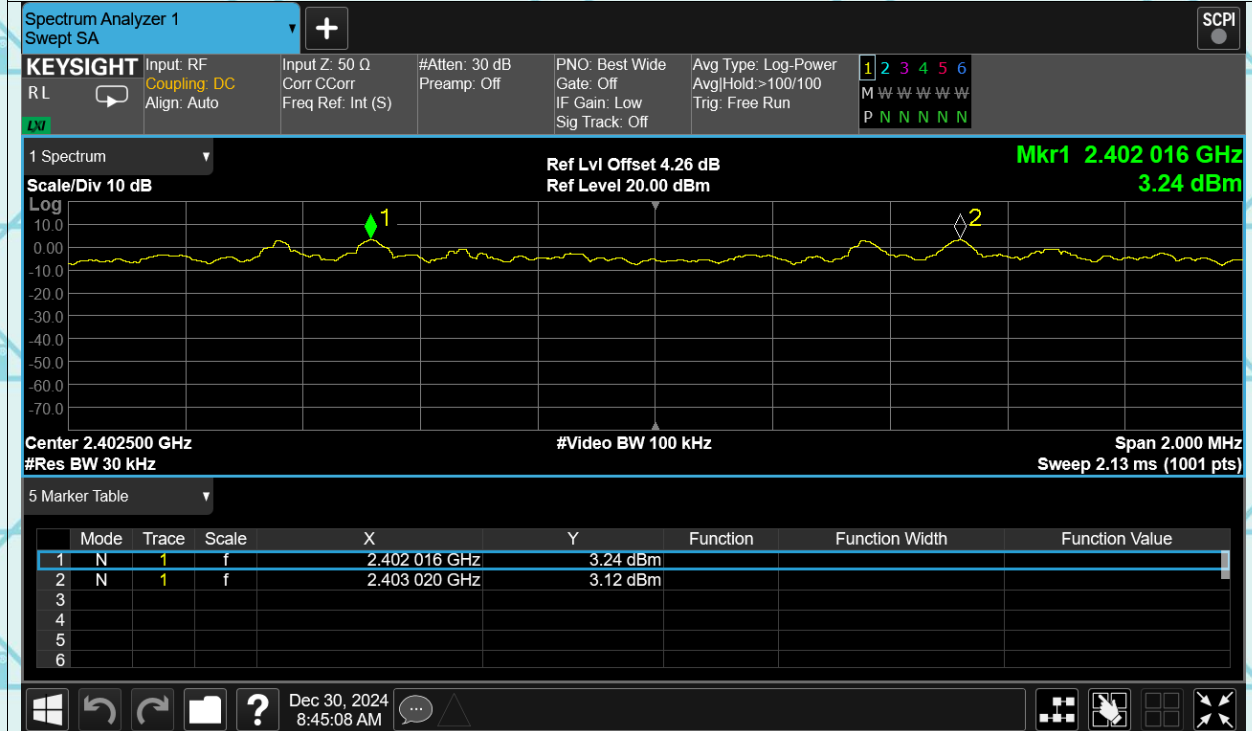 Spectrum Analyzer 1
Swept SA
SCPI
KEYSIGHT
R L
LXI
Input: RF
Coupling: DC
Align: Auto
Input Z: 50 Ω
Corr CCorr
Freq Ref: Int (S)
#Atten: 30 dB
Preamp: Off
PNO: Best Wide
Gate: Off
IF Gain: Low
Sig Track: Off
Avg Type: Log-Power
Avg|Hold:>100/100
Trig: Free Run
1 2 3 4 5 6
M W W W W W
P N N N N N
1 Spectrum
Scale/Div 10 dB
Ref Lvl Offset 4.26 dB
Ref Level 20.00 dBm
Mkr1 2.402 016 GHz
3.24 dBm
Log
10.0
0.00
-10.0
-20.0
-30.0
-40.0
-50.0
-60.0
-70.0
1
2
Center 2.402500 GHz
#Res BW 30 kHz
#Video BW 100 kHz
Span 2.000 MHz
Sweep 2.13 ms (1001 pts)
5 Marker Table
Mode Trace Scale X Y Function Function Width Function Value
1 N 1 f 2.402 016 GHz 3.24 dBm
2 N 1 f 2.403 020 GHz 3.12 dBm
3
4
5
6
?
Dec 30, 2024
8:45:08 AM